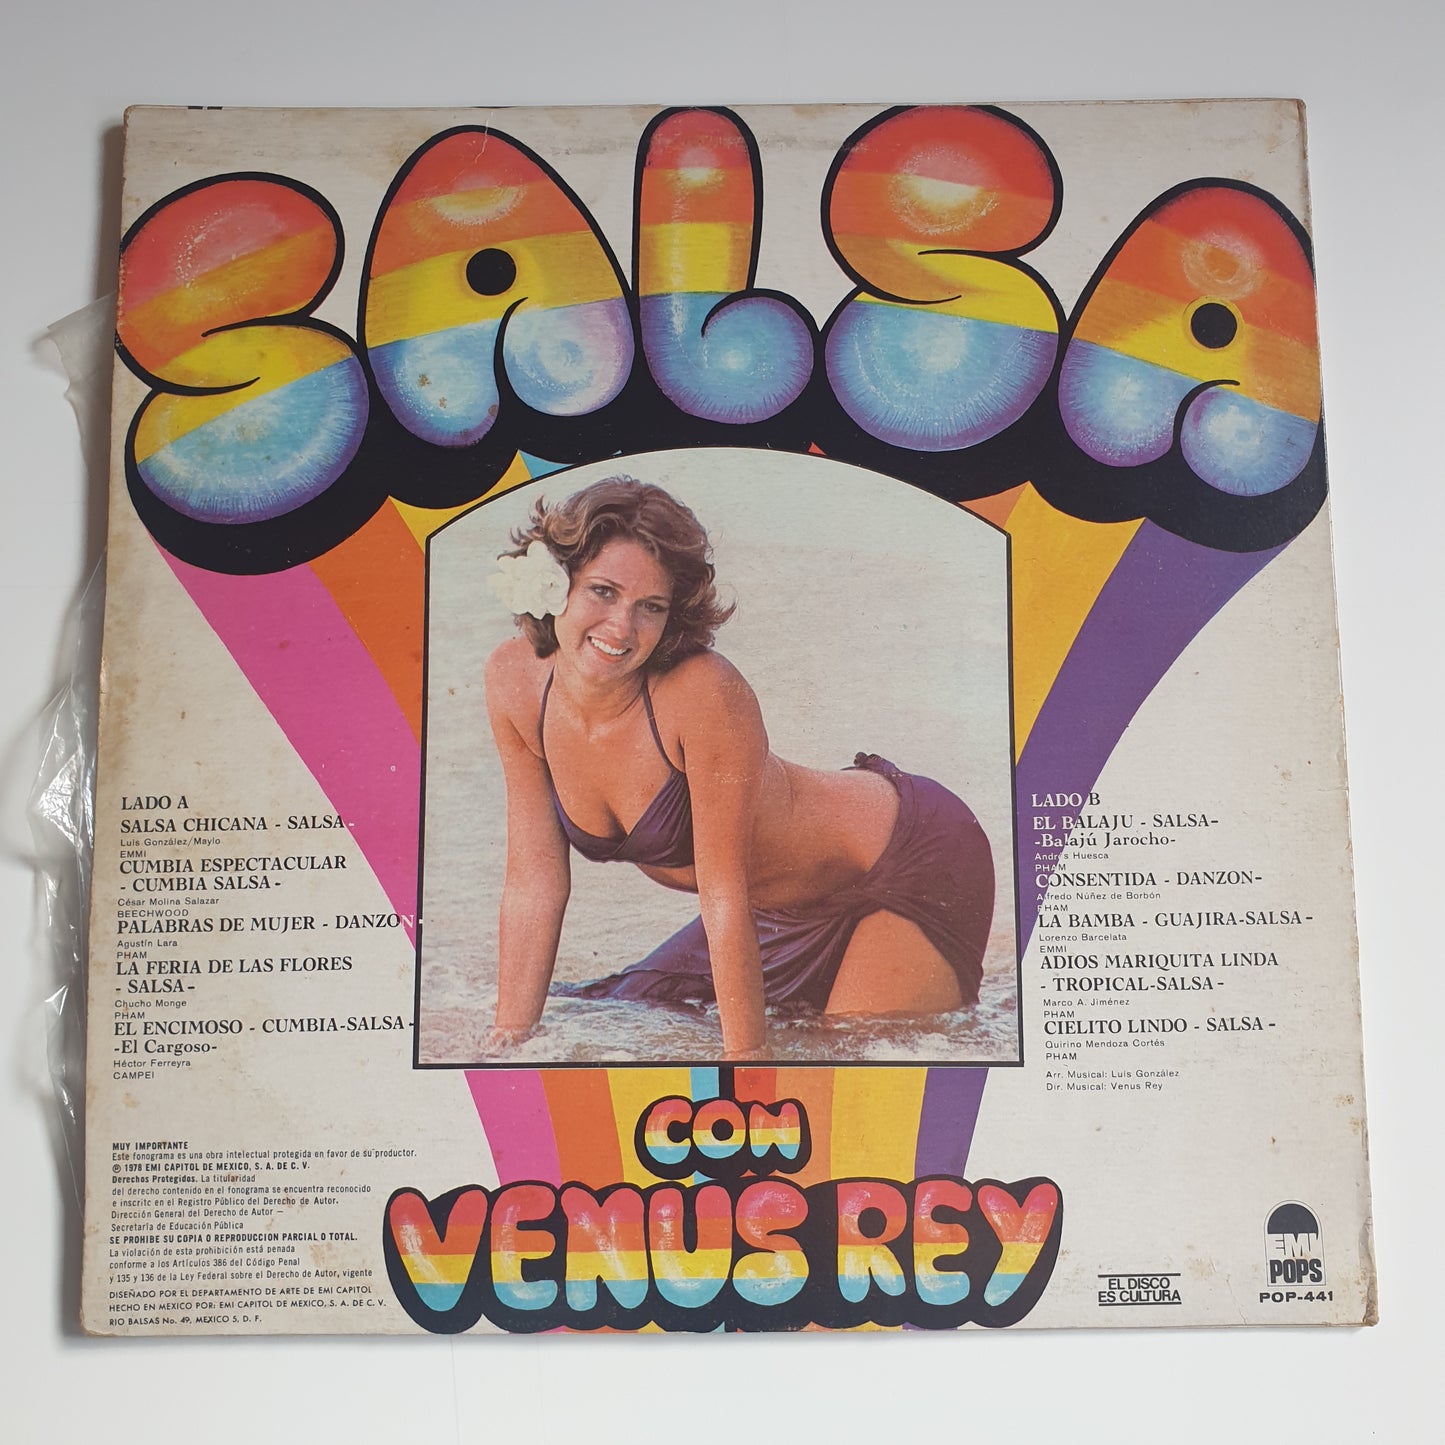 SALSA
LADO A
SALSA CHICANA - SALSA-
Luis González/Maylo
EMMI
CUMBIA ESPECTACULAR
- CUMBIA SALSA -
César Molina Salazar
BEECHWOOD
PALABRAS DE MUJER - DANZON -
Agustín Lara
PHAM
LA FERIA DE LAS FLORES
- SALSA -
Chucho Monge
PHAM
EL ENCIMOSO - CUMBIA-SALSA -
-El Cargoso-
Héctor Ferreyra
CAMPEI
LADO B
EL BALAJU - SALSA-
-Balajú Jarocho-
Andrés Huesca
PHAM
CONSENTIDA - DANZON-
Alfredo Núñez de Borbón
PHAM
LA BAMBA - GUAJIRA-SALSA -
Lorenzo Barcelata
EMMI
ADIOS MARIQUITA LINDA
- TROPICAL-SALSA -
Marco A. Jiménez
PHAM
CIELITO LINDO - SALSA -
Quirino Mendoza Cortés
PHAM
Arr. Musical: Luis González
Dir. Musical: Venus Rey
CON
VENUS REY
MUY IMPORTANTE
Este fonograma es una obra intelectual protegida en favor de su productor.
℗ 1978 EMI CAPITOL DE MEXICO, S. A. DE C. V.
Derechos Protegidos. La titularidad
del derecho contenido en el fonograma se encuentra reconocido
e inscrito en el Registro Público del Derecho de Autor.
Dirección General del Derecho de Autor —
Secretaría de Educación Pública
SE PROHIBE SU COPIA O REPRODUCCION PARCIAL O TOTAL.
La violación de esta prohibición está penada
conforme a los Artículos 386 del Código Penal
y 135 y 136 de la Ley Federal sobre el Derecho de Autor, vigente
DISEÑADO POR EL DEPARTAMENTO DE ARTE DE EMI CAPITOL
HECHO EN MEXICO POR: EMI CAPITOL DE MEXICO, S. A. DE C. V.
RIO BALSAS No. 49, MEXICO 5, D. F.
EL DISCO
ES CULTURA
EMI
POPS
POP-441